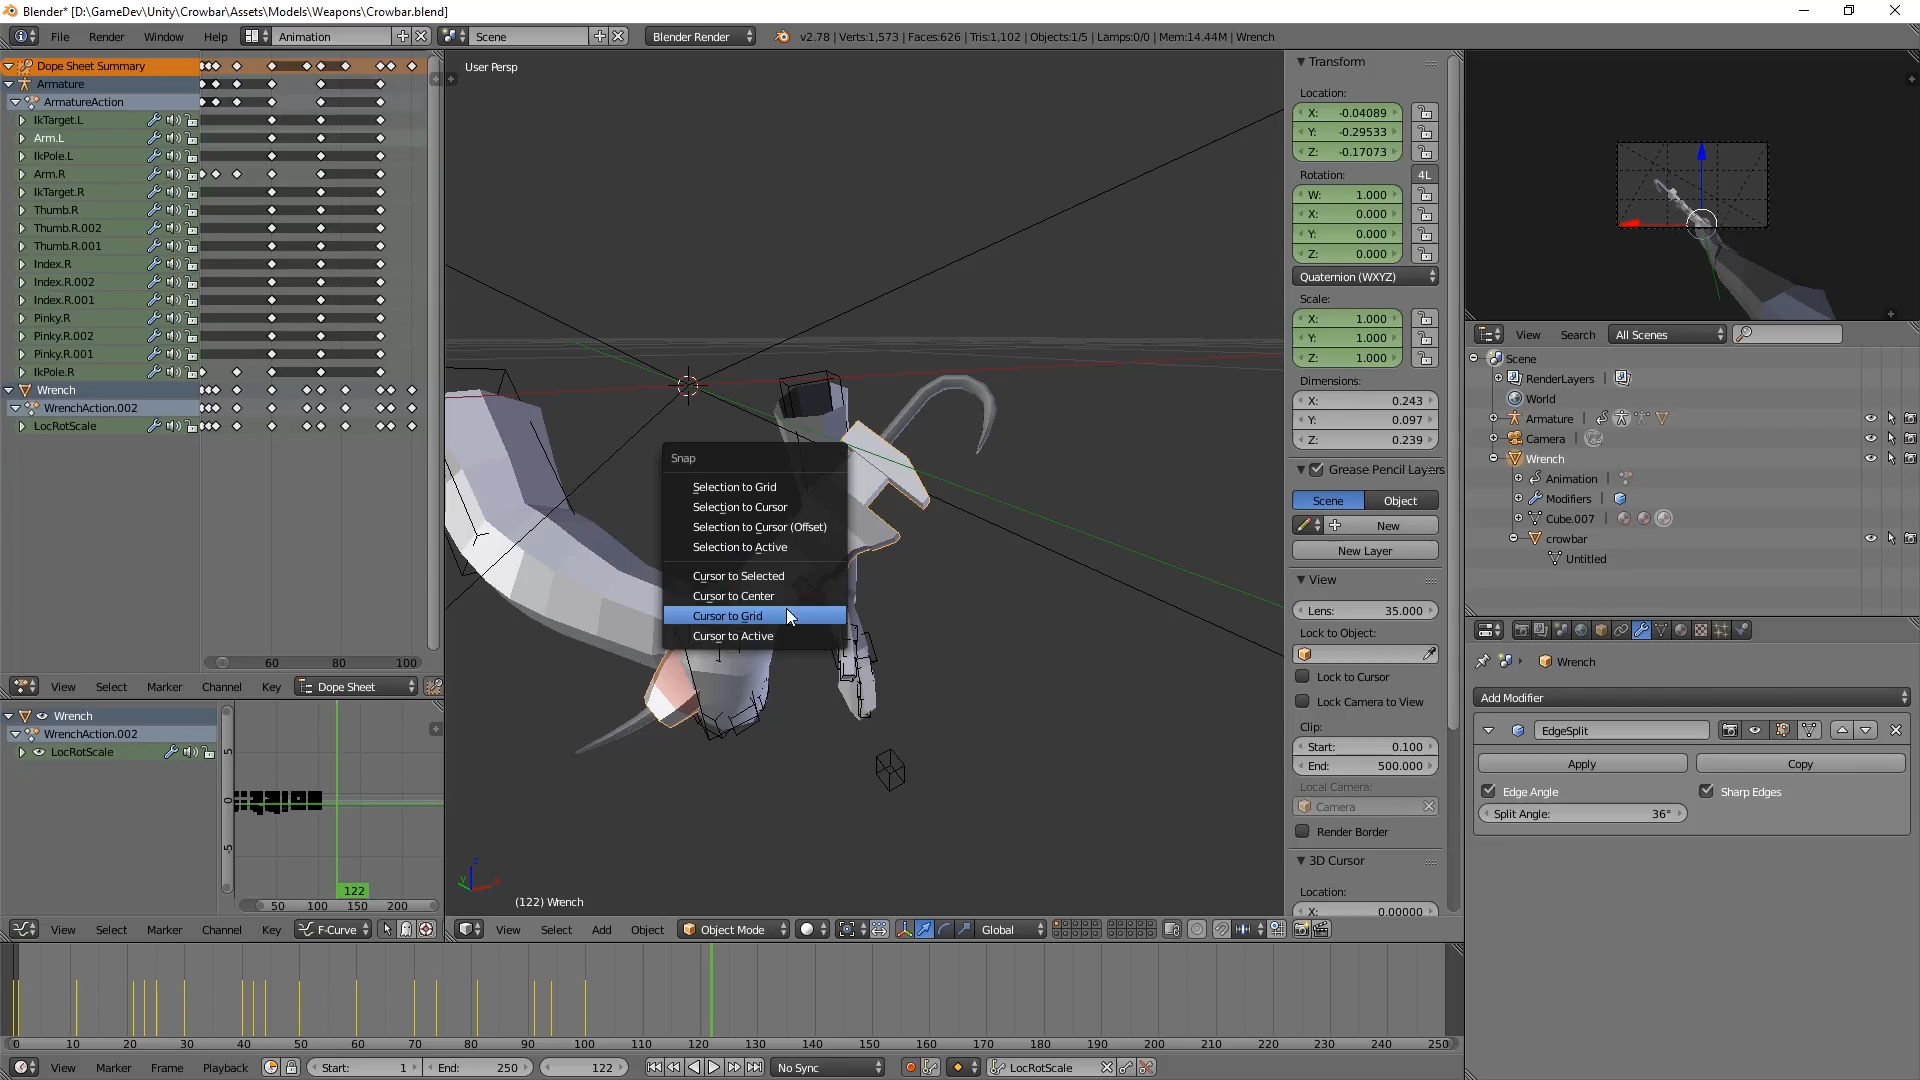 Blender* [D:\GameDev\Unity\Crowbar\Assets\Models\Weapons\Crowbar.blend]
File Render Window Help Animation Scene Blender Render v2.78 | Verts:1,573 | Faces:626 | Tris:1,102 | Objects:1/5 | Lamps:0/0 | Mem:14.44M | Wrench
Dope Sheet Summary
Armature
ArmatureAction
IkTarget.L
Arm.L
IkPole.L
Arm.R
IkTarget.R
Thumb.R
Thumb.R.002
Thumb.R.001
Index.R
Index.R.002
Index.R.001
Pinky.R
Pinky.R.002
Pinky.R.001
IkPole.R
Wrench
WrenchAction.002
LocRotScale
60 80 100
View Select Marker Channel Key Dope Sheet
Wrench
WrenchAction.002
LocRotScale
5
0
-5
122
50 100 150 200
View Select Marker Channel Key F-Curve
User Persp
Snap
Selection to Grid
Selection to Cursor
Selection to Cursor (Offset)
Selection to Active
Cursor to Selected
Cursor to Center
Cursor to Grid
Cursor to Active
z
y
x
(122) Wrench
View Select Add Object Object Mode Global
Transform
Location:
X: -0.04089
Y: -0.29533
Z: -0.17073
Rotation: 4L
W: 1.000
X: 0.000
Y: 0.000
Z: 0.000
Quaternion (WXYZ)
Scale:
X: 1.000
Y: 1.000
Z: 1.000
Dimensions:
X: 0.243
Y: 0.097
Z: 0.239
Grease Pencil Layers
Scene Object
New
New Layer
View
Lens: 35.000
Lock to Object:
Lock to Cursor
Lock Camera to View
Clip:
Start: 0.100
End: 500.000
Local Camera:
Camera
Render Border
3D Cursor
Location:
X: 0.00000
View Search All Scenes
Scene
RenderLayers
World
Armature
Camera
Wrench
Animation
Modifiers
Cube.007
crowbar
Untitled
Wrench
Add Modifier
EdgeSplit
Apply Copy
Edge Angle Sharp Edges
Split Angle: 36°
0 10 20 30 40 50 60 70 80 90 100 110 120 130 140 150 160 170 180 190 200 210 220 230 240 250
View Marker Frame Playback Start: 1 End: 250 122 No Sync LocRotScale